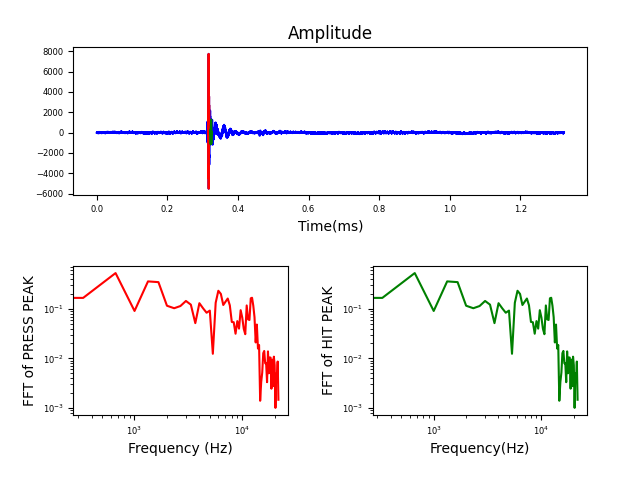 Amplitude
8000
6000
4000
2000
0
−2000
−4000
−6000
0.0 0.2 0.4 0.6 0.8 1.0 1.2
Time(ms)
FFT of PRESS PEAK
10⁻¹
10⁻²
10⁻³
10³ 10⁴
Frequency (Hz)
FFT of HIT PEAK
10⁻¹
10⁻²
10⁻³
10³ 10⁴
Frequency(Hz)